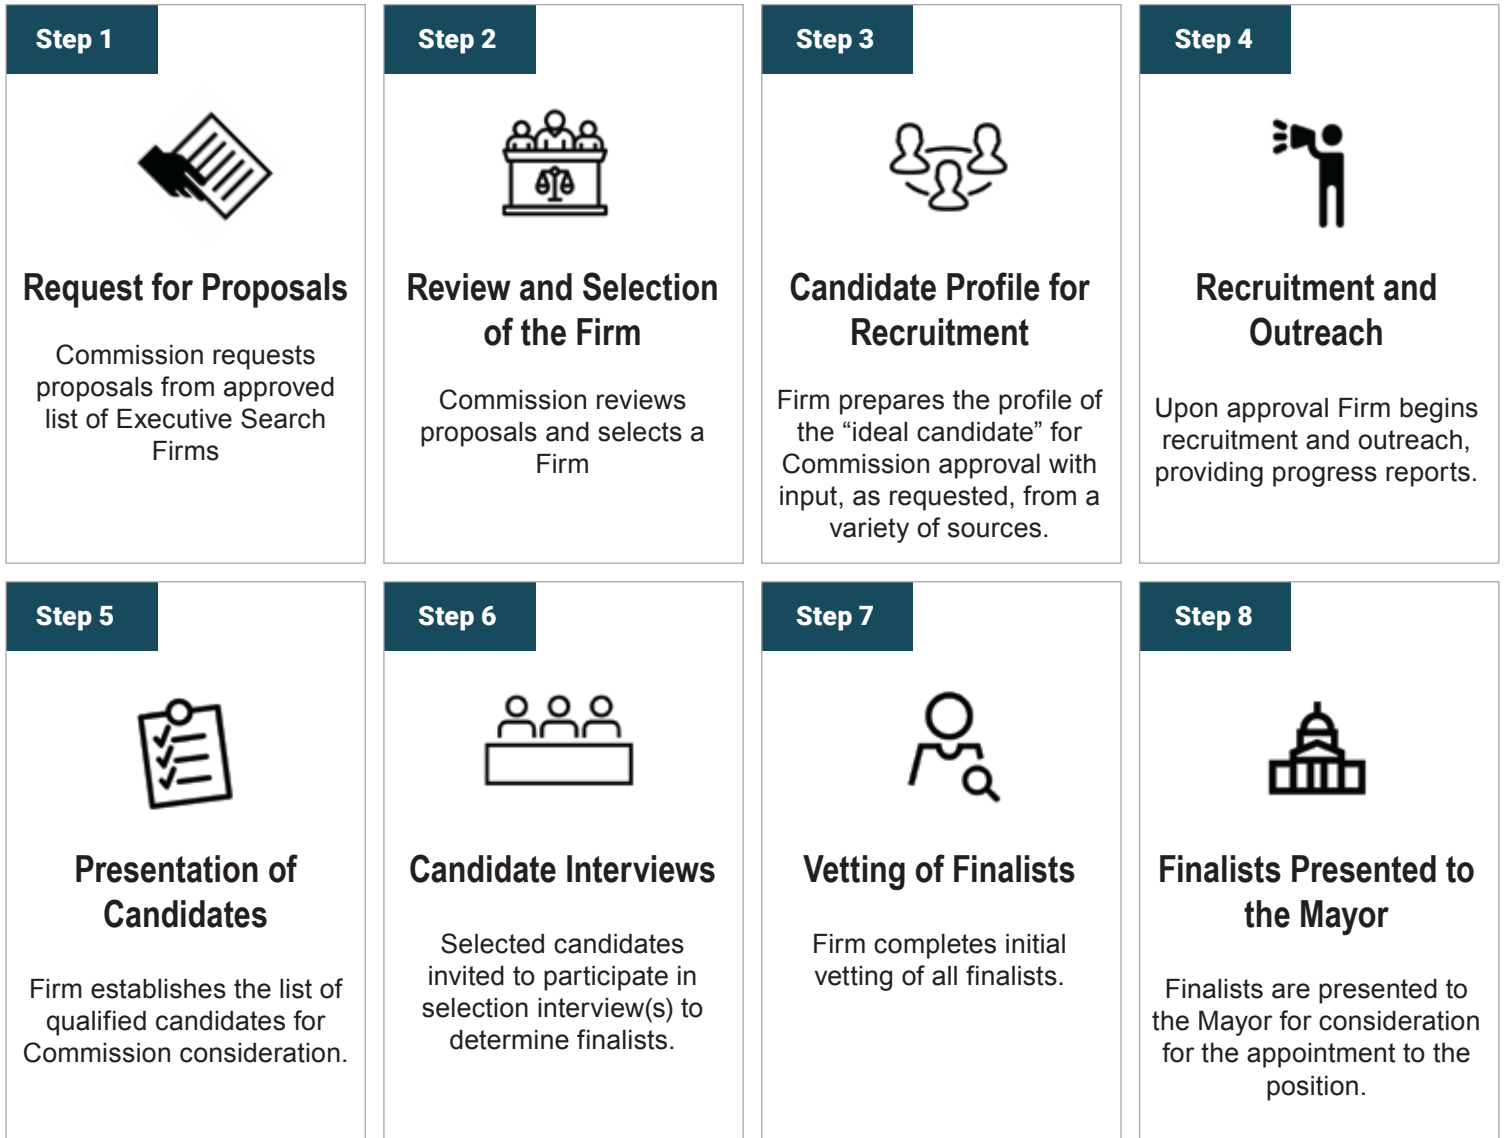 Step 1
Request for Proposals
Commission requests
proposals from approved
list of Executive Search
Firms
Step 2
Review and Selection
of the Firm
Commission reviews
proposals and selects a
Firm
Step 3
Candidate Profile for
Recruitment
Firm prepares the profile of
the “ideal candidate” for
Commission approval with
input, as requested, from a
variety of sources.
Step 4
Recruitment and
Outreach
Upon approval Firm begins
recruitment and outreach,
providing progress reports.
Step 5
Presentation of
Candidates
Firm establishes the list of
qualified candidates for
Commission consideration.
Step 6
Candidate Interviews
Selected candidates
invited to participate in
selection interview(s) to
determine finalists.
Step 7
Vetting of Finalists
Firm completes initial
vetting of all finalists.
Step 8
Finalists Presented to
the Mayor
Finalists are presented to
the Mayor for consideration
for the appointment to the
position.